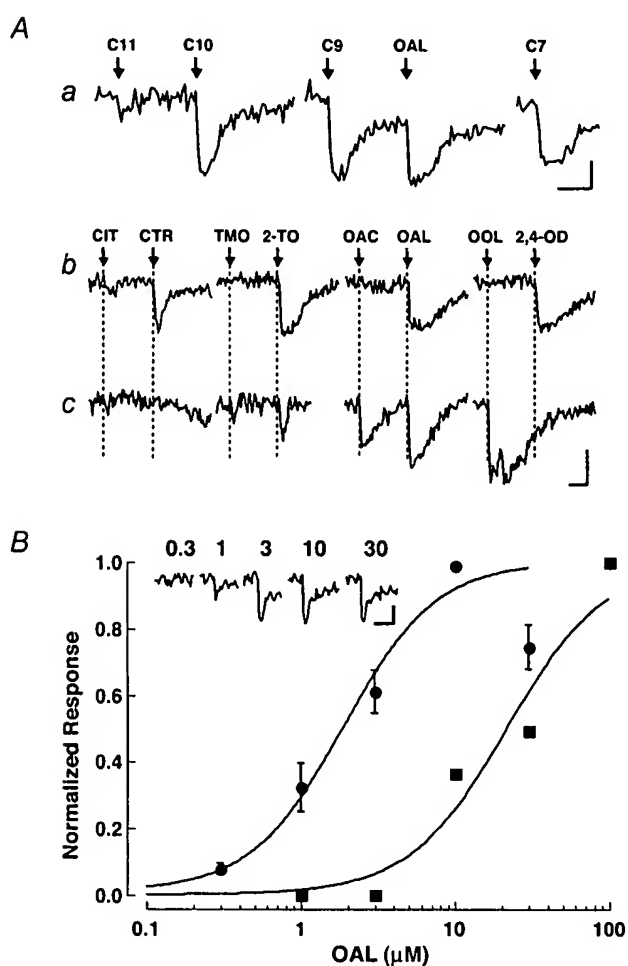 A
C11 C10 C9 OAL C7
a
CIT CTR TMO 2-TO OAC OAL OOL 2,4-OD
b
c
B
0.3 1 3 10 30
1.0
0.8
0.6
0.4
0.2
0.0
Normalized Response
0.1 1 10 100
OAL (µM)